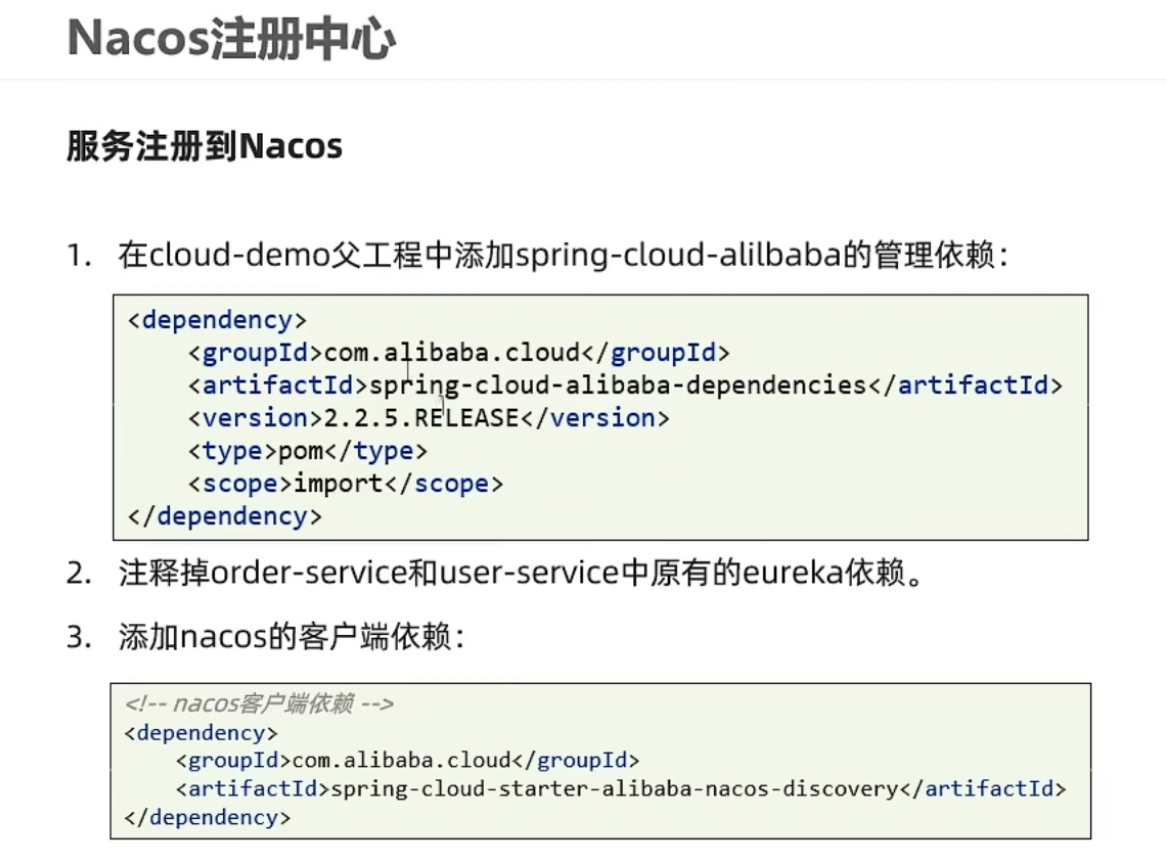 Nacos注册中心
服务注册到Nacos
1. 在cloud-demo父工程中添加spring-cloud-alilbaba的管理依赖：
<dependency>
    <groupId>com.alibaba.cloud</groupId>
    <artifactId>spring-cloud-alibaba-dependencies</artifactId>
    <version>2.2.5.RELEASE</version>
    <type>pom</type>
    <scope>import</scope>
</dependency>
2. 注释掉order-service和user-service中原有的eureka依赖。
3. 添加nacos的客户端依赖：
<!-- nacos客户端依赖 -->
<dependency>
    <groupId>com.alibaba.cloud</groupId>
    <artifactId>spring-cloud-starter-alibaba-nacos-discovery</artifactId>
</dependency>